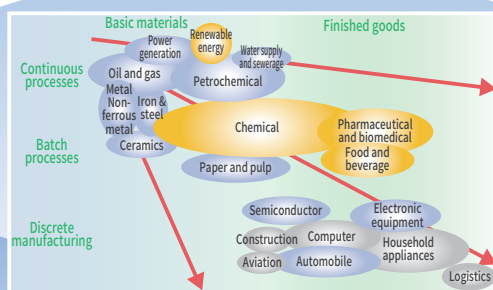 Basic materials
Finished goods
Power
generation
Renewable
energy
Water supply
and sewerage
Continuous
processes
Oil and gas
Petrochemical
Metal
Non-
ferrous
metal
Iron &
steel
Chemical
Pharmaceutical
and biomedical
Batch
processes
Ceramics
Food and
beverage
Paper and pulp
Semiconductor
Electronic
equipment
Discrete
manufacturing
Construction
Computer
Household
appliances
Aviation
Automobile
Logistics